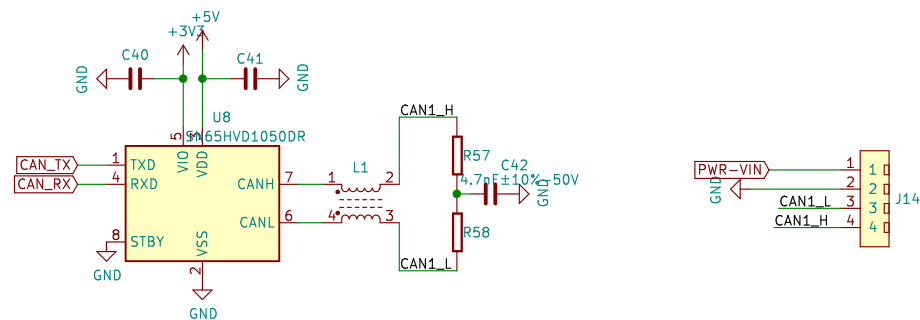 +5V
+3V3
C40
C41
GND
GND
U8
SN65HVD1050DR
5
3
VIO
VDD
CAN_TX
1
TXD
CAN_RX
4
RXD
CANH
7
CANL
6
8
STBY
VSS
2
GND
GND
L1
1
2
4
3
CAN1_H
R57
C42
4.7nF±10%-50V
GND
R58
CAN1_L
PWR-VIN
1
1
GND
2
2
CAN1_L
3
3
CAN1_H
4
4
J14